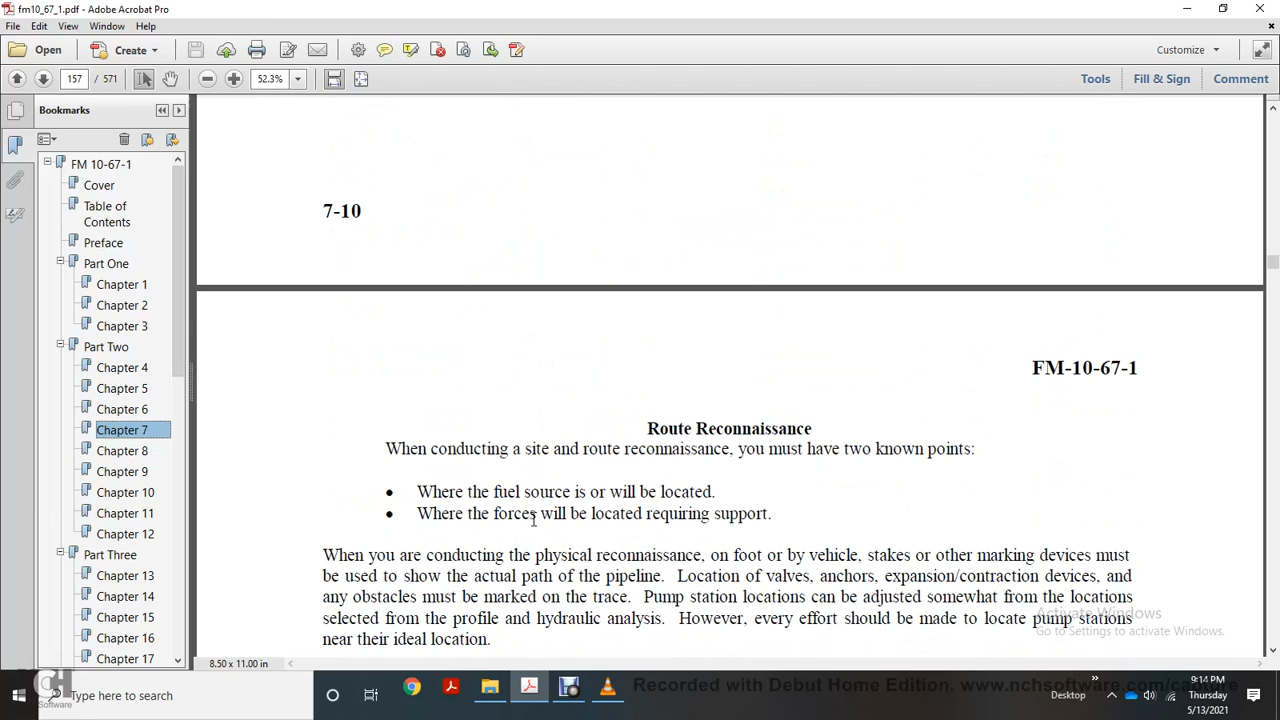 fm10_67_1.pdf - Adobe Acrobat Pro
File Edit View Window Help
Open Create Customize
157 / 571 52.3% Tools Fill & Sign Comment
Bookmarks
FM 10-67-1
Cover
Table of
Contents
Preface
Part One
Chapter 1
Chapter 2
Chapter 3
Part Two
Chapter 4
Chapter 5
Chapter 6
Chapter 7
Chapter 8
Chapter 9
Chapter 10
Chapter 11
Chapter 12
Part Three
Chapter 13
Chapter 14
Chapter 15
Chapter 16
Chapter 17
7-10
FM-10-67-1
Route Reconnaissance
When conducting a site and route reconnaissance, you must have two known points:
• Where the fuel source is or will be located.
• Where the forces will be located requiring support.
When you are conducting the physical reconnaissance, on foot or by vehicle, stakes or other marking devices must
be used to show the actual path of the pipeline. Location of valves, anchors, expansion/contraction devices, and
any obstacles must be marked on the trace. Pump station locations can be adjusted somewhat from the locations
selected from the profile and hydraulic analysis. However, every effort should be made to locate pump stations
near their ideal location.
Activate Windows
Go to Settings to activate Windows.
8.50 x 11.00 in
Recorded with Debut Home Edition. www.nchsoftware.com/capture
NCH
Software
Type here to search
Desktop
9:14 PM
Thursday
5/13/2021